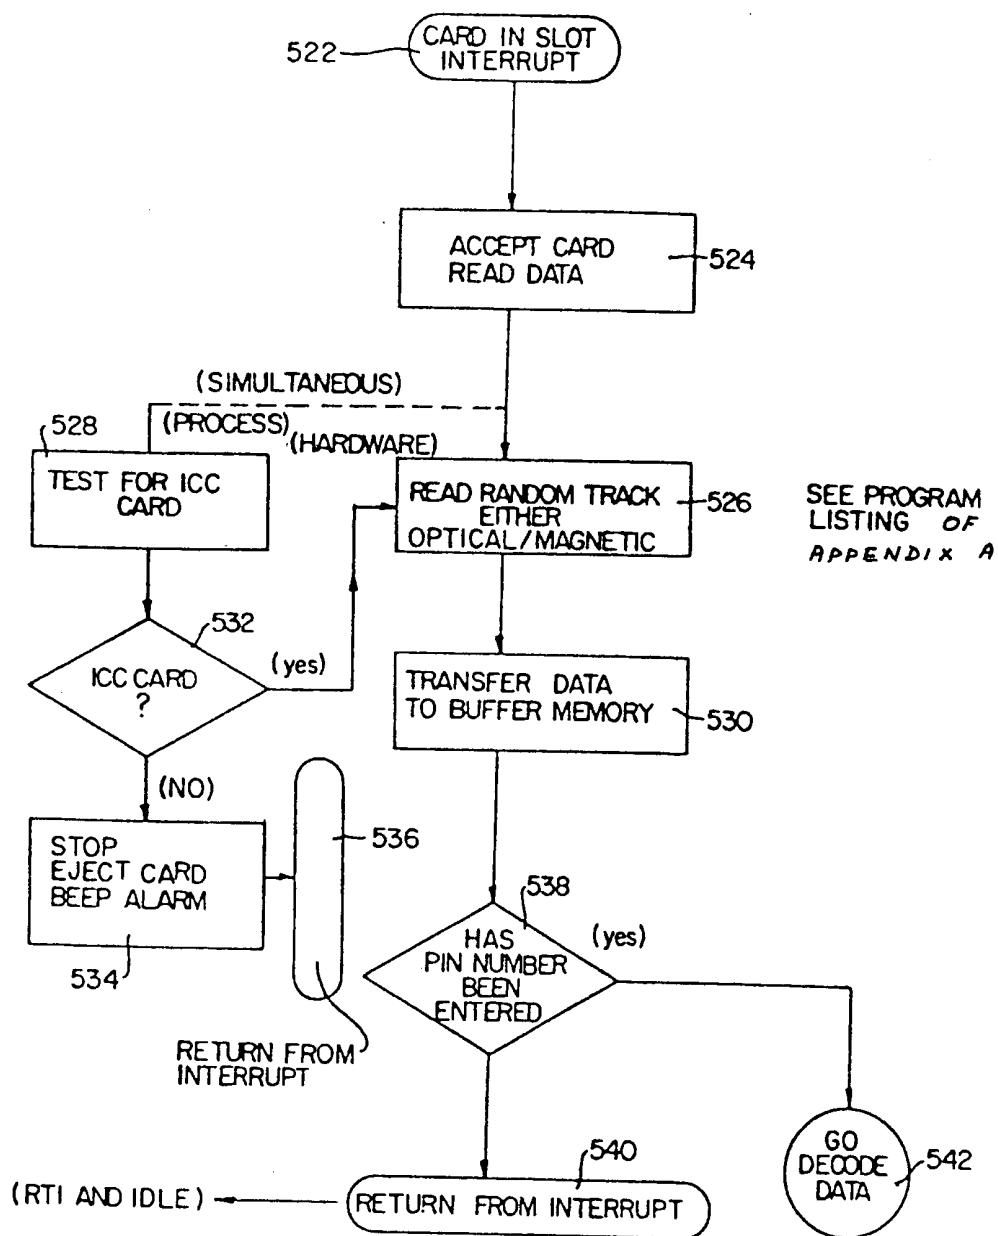 CARD IN SLOT
INTERRUPT
522
ACCEPT CARD
READ DATA
524
(SIMULTANEOUS)
(PROCESS)
(HARDWARE)
528
TEST FOR ICC
CARD
READ RANDOM TRACK
EITHER
OPTICAL/MAGNETIC
526
SEE PROGRAM
LISTING OF
APPENDIX A
532
ICC CARD
?
(yes)
TRANSFER DATA
TO BUFFER MEMORY
530
(NO)
STOP
EJECT CARD
BEEP ALARM
534
536
RETURN FROM
INTERRUPT
538
HAS
PIN NUMBER
BEEN
ENTERED
(yes)
540
RETURN FROM INTERRUPT
(RTI AND IDLE)
GO
DECODE
DATA
542